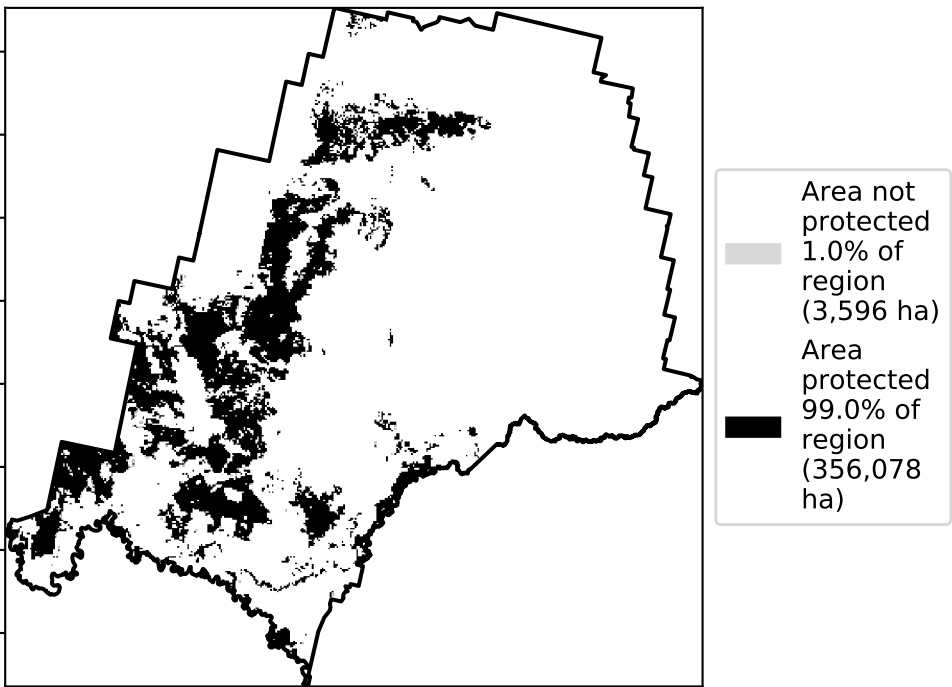 Area not
protected
1.0% of
region
(3,596 ha)
Area
protected
99.0% of
region
(356,078
ha)